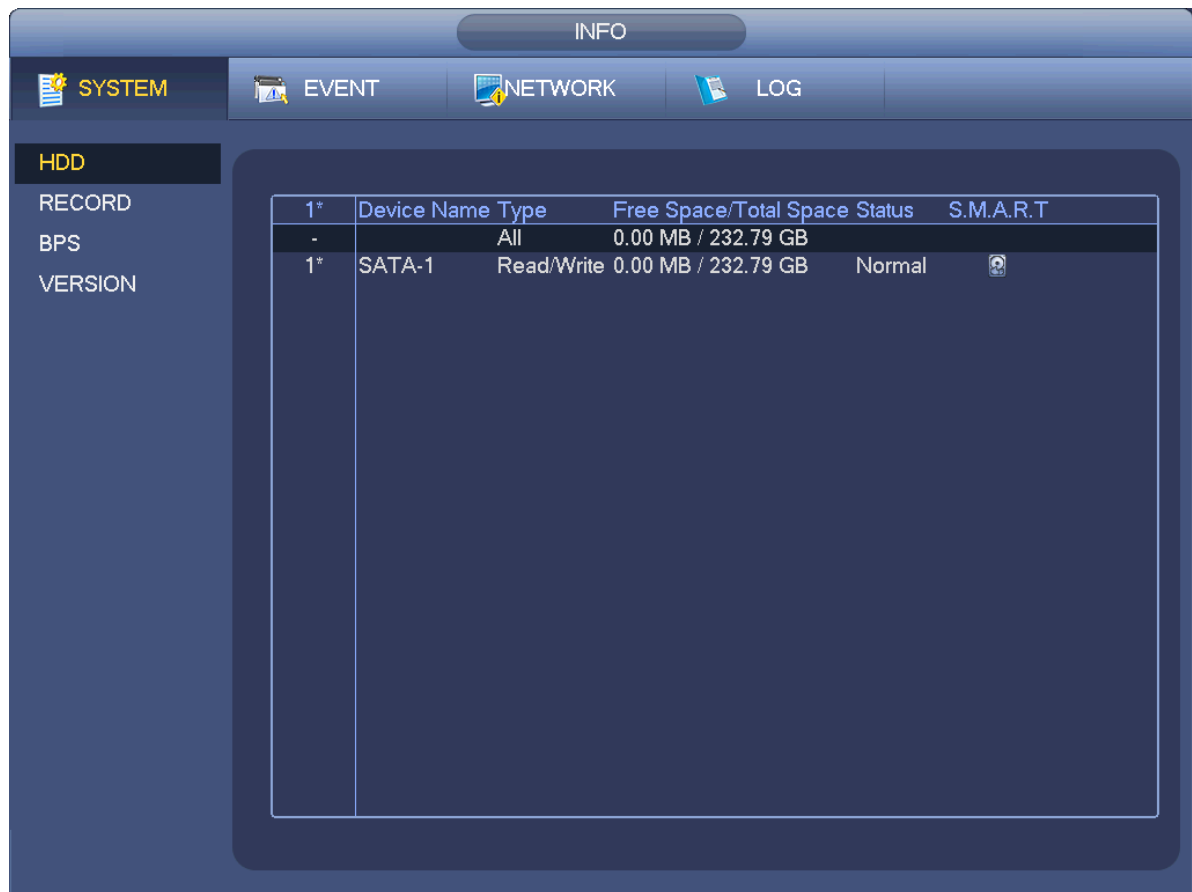 INFO
SYSTEM EVENT NETWORK LOG
HDD
RECORD
BPS
VERSION
1* Device Name Type Free Space/Total Space Status S.M.A.R.T
- All 0.00 MB / 232.79 GB
1* SATA-1 Read/Write 0.00 MB / 232.79 GB Normal